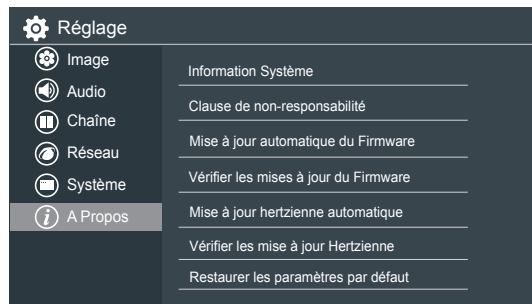 Réglage
Image
Audio
Chaîne
Réseau
Système
A Propos
Information Système
Clause de non-responsabilité
Mise à jour automatique du Firmware
Vérifier les mises à jour du Firmware
Mise à jour hertzienne automatique
Vérifier les mise à jour Hertzienne
Restaurer les paramètres par défaut